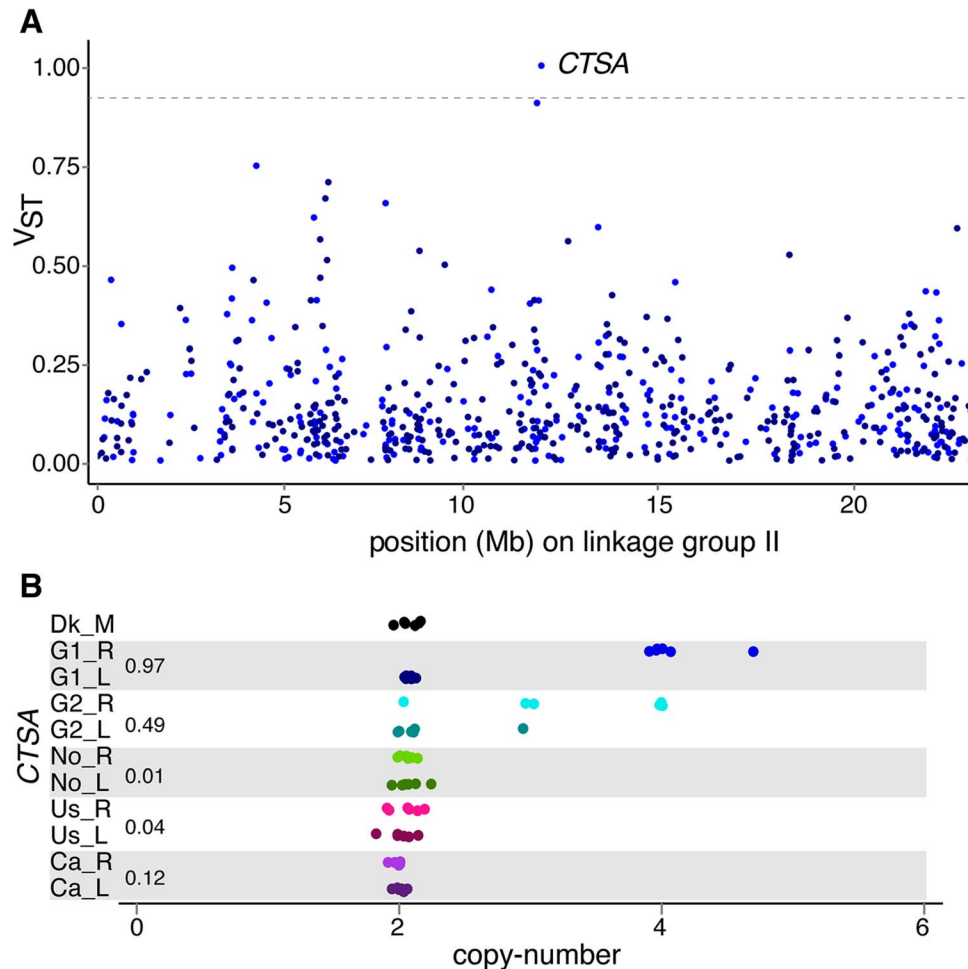 A
1.00
CTSA
0.75
VST
0.50
0.25
0.00
0 5 10 15 20
position (Mb) on linkage group II
B
Dk_M
G1_R
0.97
G1_L
G2_R
0.49
G2_L
CTSA
No_R
0.01
No_L
Us_R
0.04
Us_L
Ca_R
0.12
Ca_L
0 2 4 6
copy-number